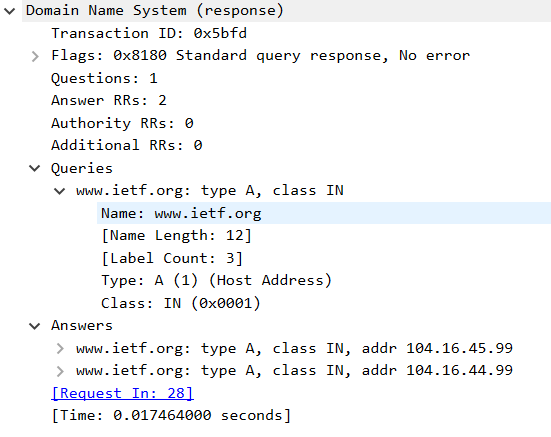 Domain Name System (response)
Transaction ID: 0x5bfd
Flags: 0x8180 Standard query response, No error
Questions: 1
Answer RRs: 2
Authority RRs: 0
Additional RRs: 0
Queries
www.ietf.org: type A, class IN
Name: www.ietf.org
[Name Length: 12]
[Label Count: 3]
Type: A (1) (Host Address)
Class: IN (0x0001)
Answers
www.ietf.org: type A, class IN, addr 104.16.45.99
www.ietf.org: type A, class IN, addr 104.16.44.99
[Request In: 28]
[Time: 0.017464000 seconds]